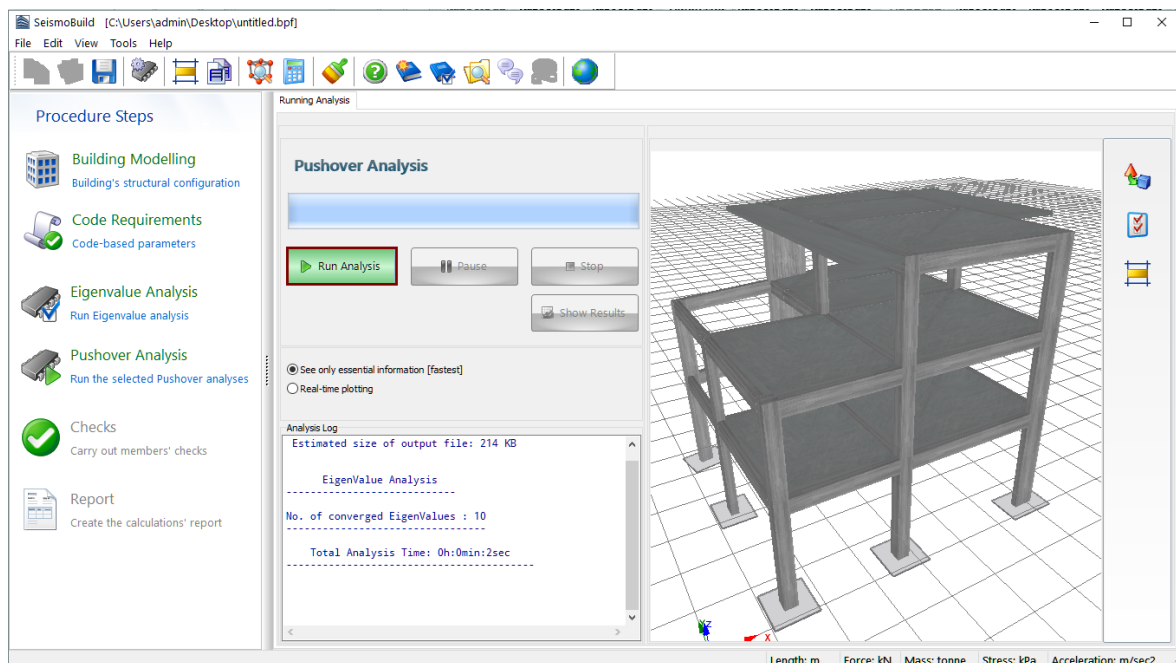 SeismoBuild [C:\Users\admin\Desktop\untitled.bpf]
File Edit View Tools Help
Procedure Steps
Building Modelling
Building's structural configuration
Code Requirements
Code-based parameters
Eigenvalue Analysis
Run Eigenvalue analysis
Pushover Analysis
Run the selected Pushover analyses
Checks
Carry out members' checks
Report
Create the calculations' report
Running Analysis
Pushover Analysis
Run Analysis
Pause
Stop
Show Results
See only essential information [fastest]
Real-time plotting
Analysis Log
Estimated size of output file: 214 KB
EigenValue Analysis
----------------------------
No. of converged EigenValues : 10
---------------------------------
Total Analysis Time: 0h:0min:2sec
-----------------------------------------
YZ
X
Length: m Force: kN Mass: tonne Stress: kPa Acceleration: m/sec2